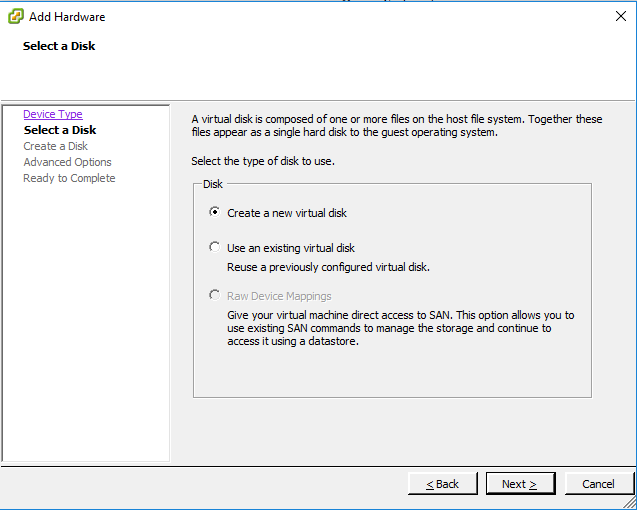 Add Hardware
Select a Disk
Device Type
Select a Disk
Create a Disk
Advanced Options
Ready to Complete
A virtual disk is composed of one or more files on the host file system. Together these
files appear as a single hard disk to the guest operating system.
Select the type of disk to use.
Disk
Create a new virtual disk
Use an existing virtual disk
Reuse a previously configured virtual disk.
Raw Device Mappings
Give your virtual machine direct access to SAN. This option allows you to
use existing SAN commands to manage the storage and continue to
access it using a datastore.
< Back
Next >
Cancel